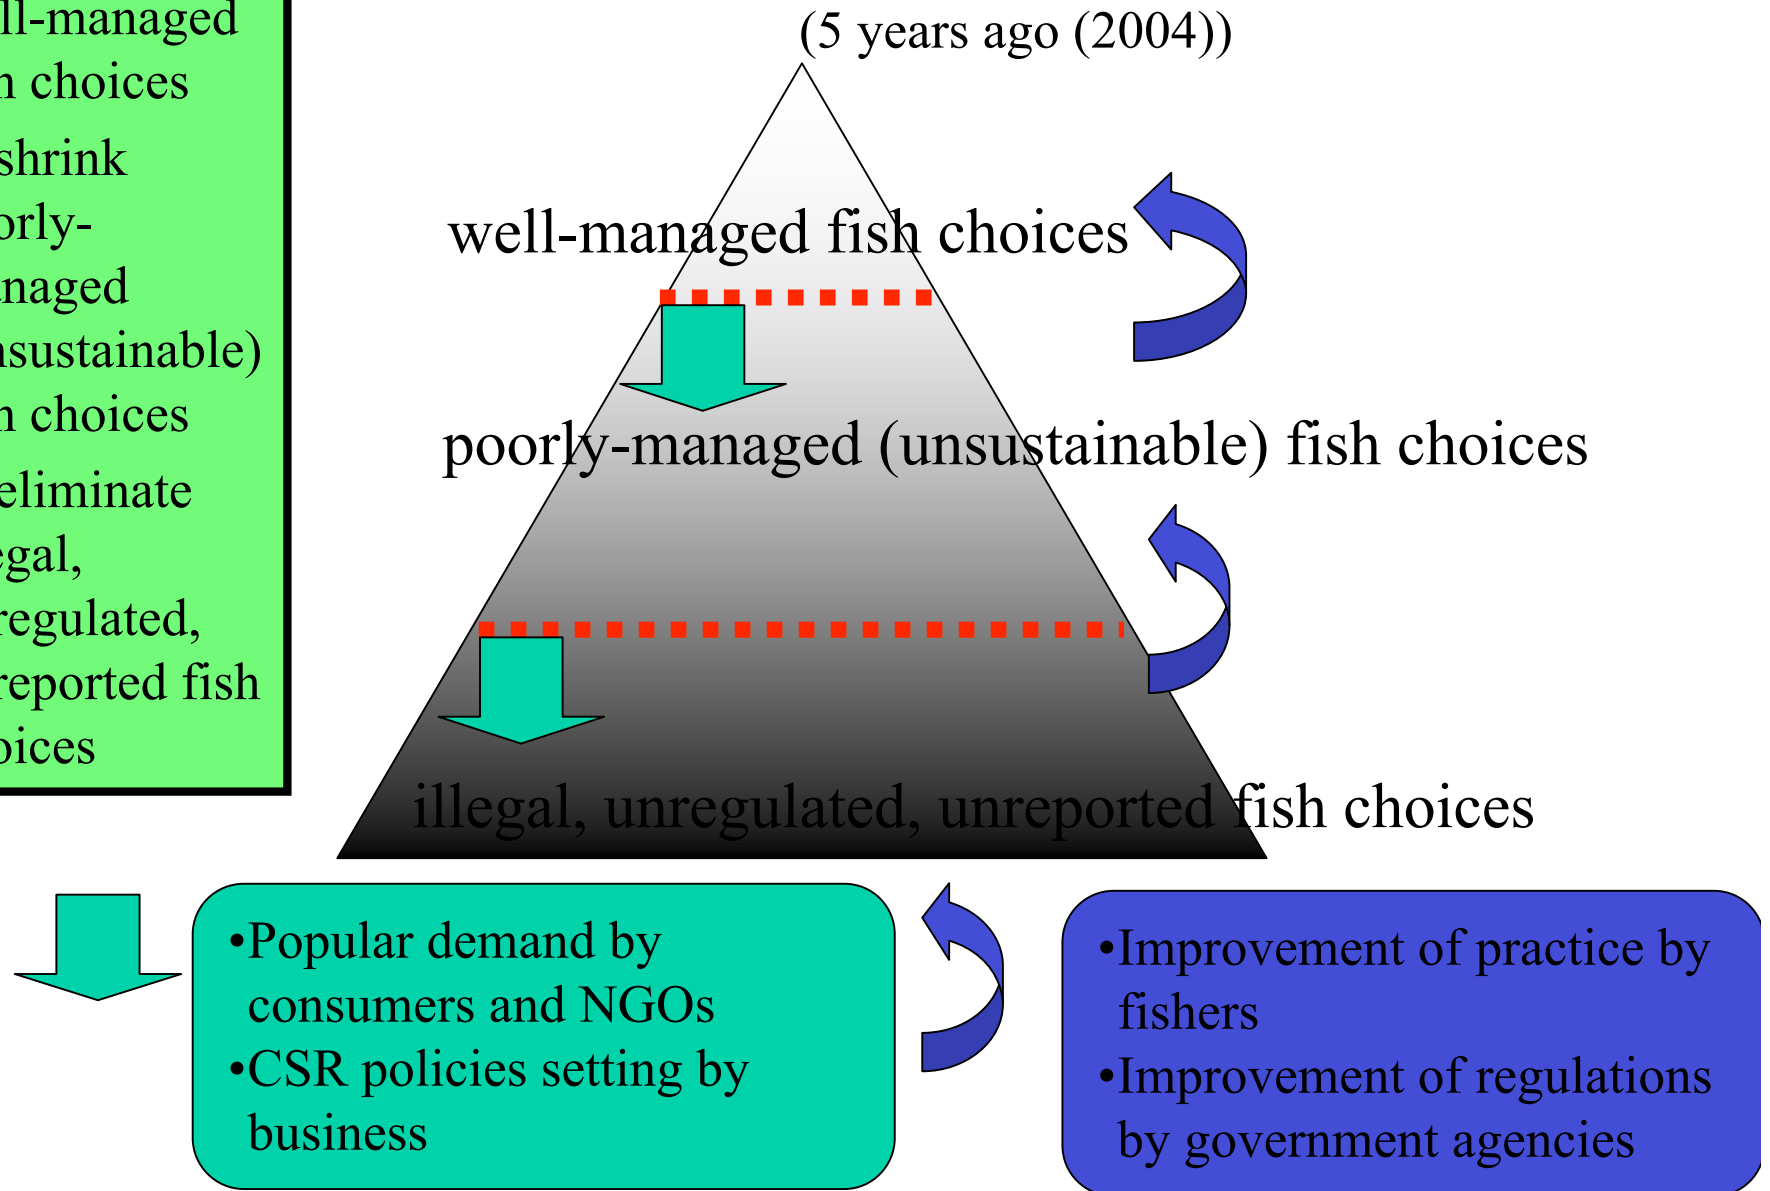 ll-managed
choices
shrink
orly-
managed
nsustainable)
choices
eliminate
egal,
regulated,
reported fish
oices
(5 years ago (2004))
well-managed fish choices
poorly-managed (unsustainable) fish choices
illegal, unregulated, unreported fish choices
•Popular demand by
consumers and NGOs
•CSR policies setting by
business
•Improvement of practice by
fishers
•Improvement of regulations
by government agencies